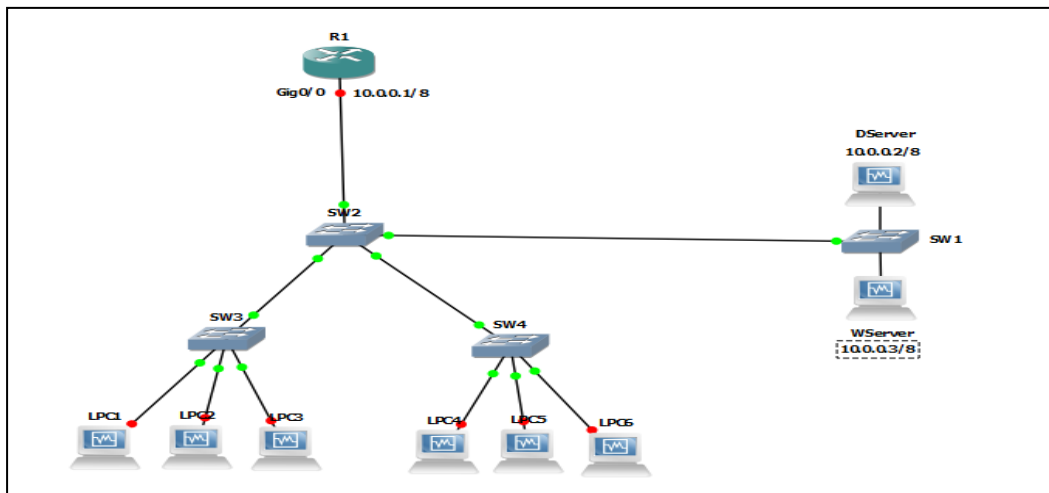 R1
Gig0/0 10.0.0.1/8
DServer
10.0.0.2/8
SW2
SW1
WServer
10.0.0.3/8
SW3
SW4
LPC1
LPC2
LPC3
LPC4
LPC5
LPC6